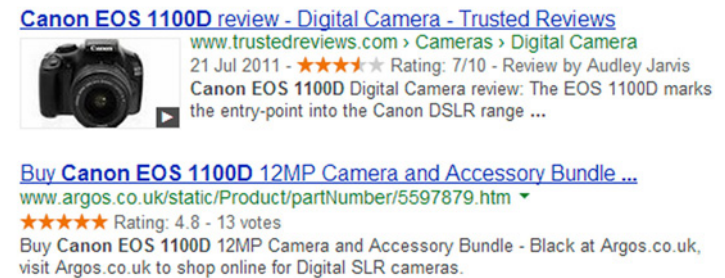 Canon EOS 1100D review - Digital Camera - Trusted Reviews
www.trustedreviews.com › Cameras › Digital Camera
21 Jul 2011 - Rating: 7/10 - Review by Audley Jarvis
Canon EOS 1100D Digital Camera review: The EOS 1100D marks
the entry-point into the Canon DSLR range ...
Canon
Buy Canon EOS 1100D 12MP Camera and Accessory Bundle ...
www.argos.co.uk/static/Product/partNumber/5597879.htm
Rating: 4.8 - 13 votes
Buy Canon EOS 1100D 12MP Camera and Accessory Bundle - Black at Argos.co.uk,
visit Argos.co.uk to shop online for Digital SLR cameras.